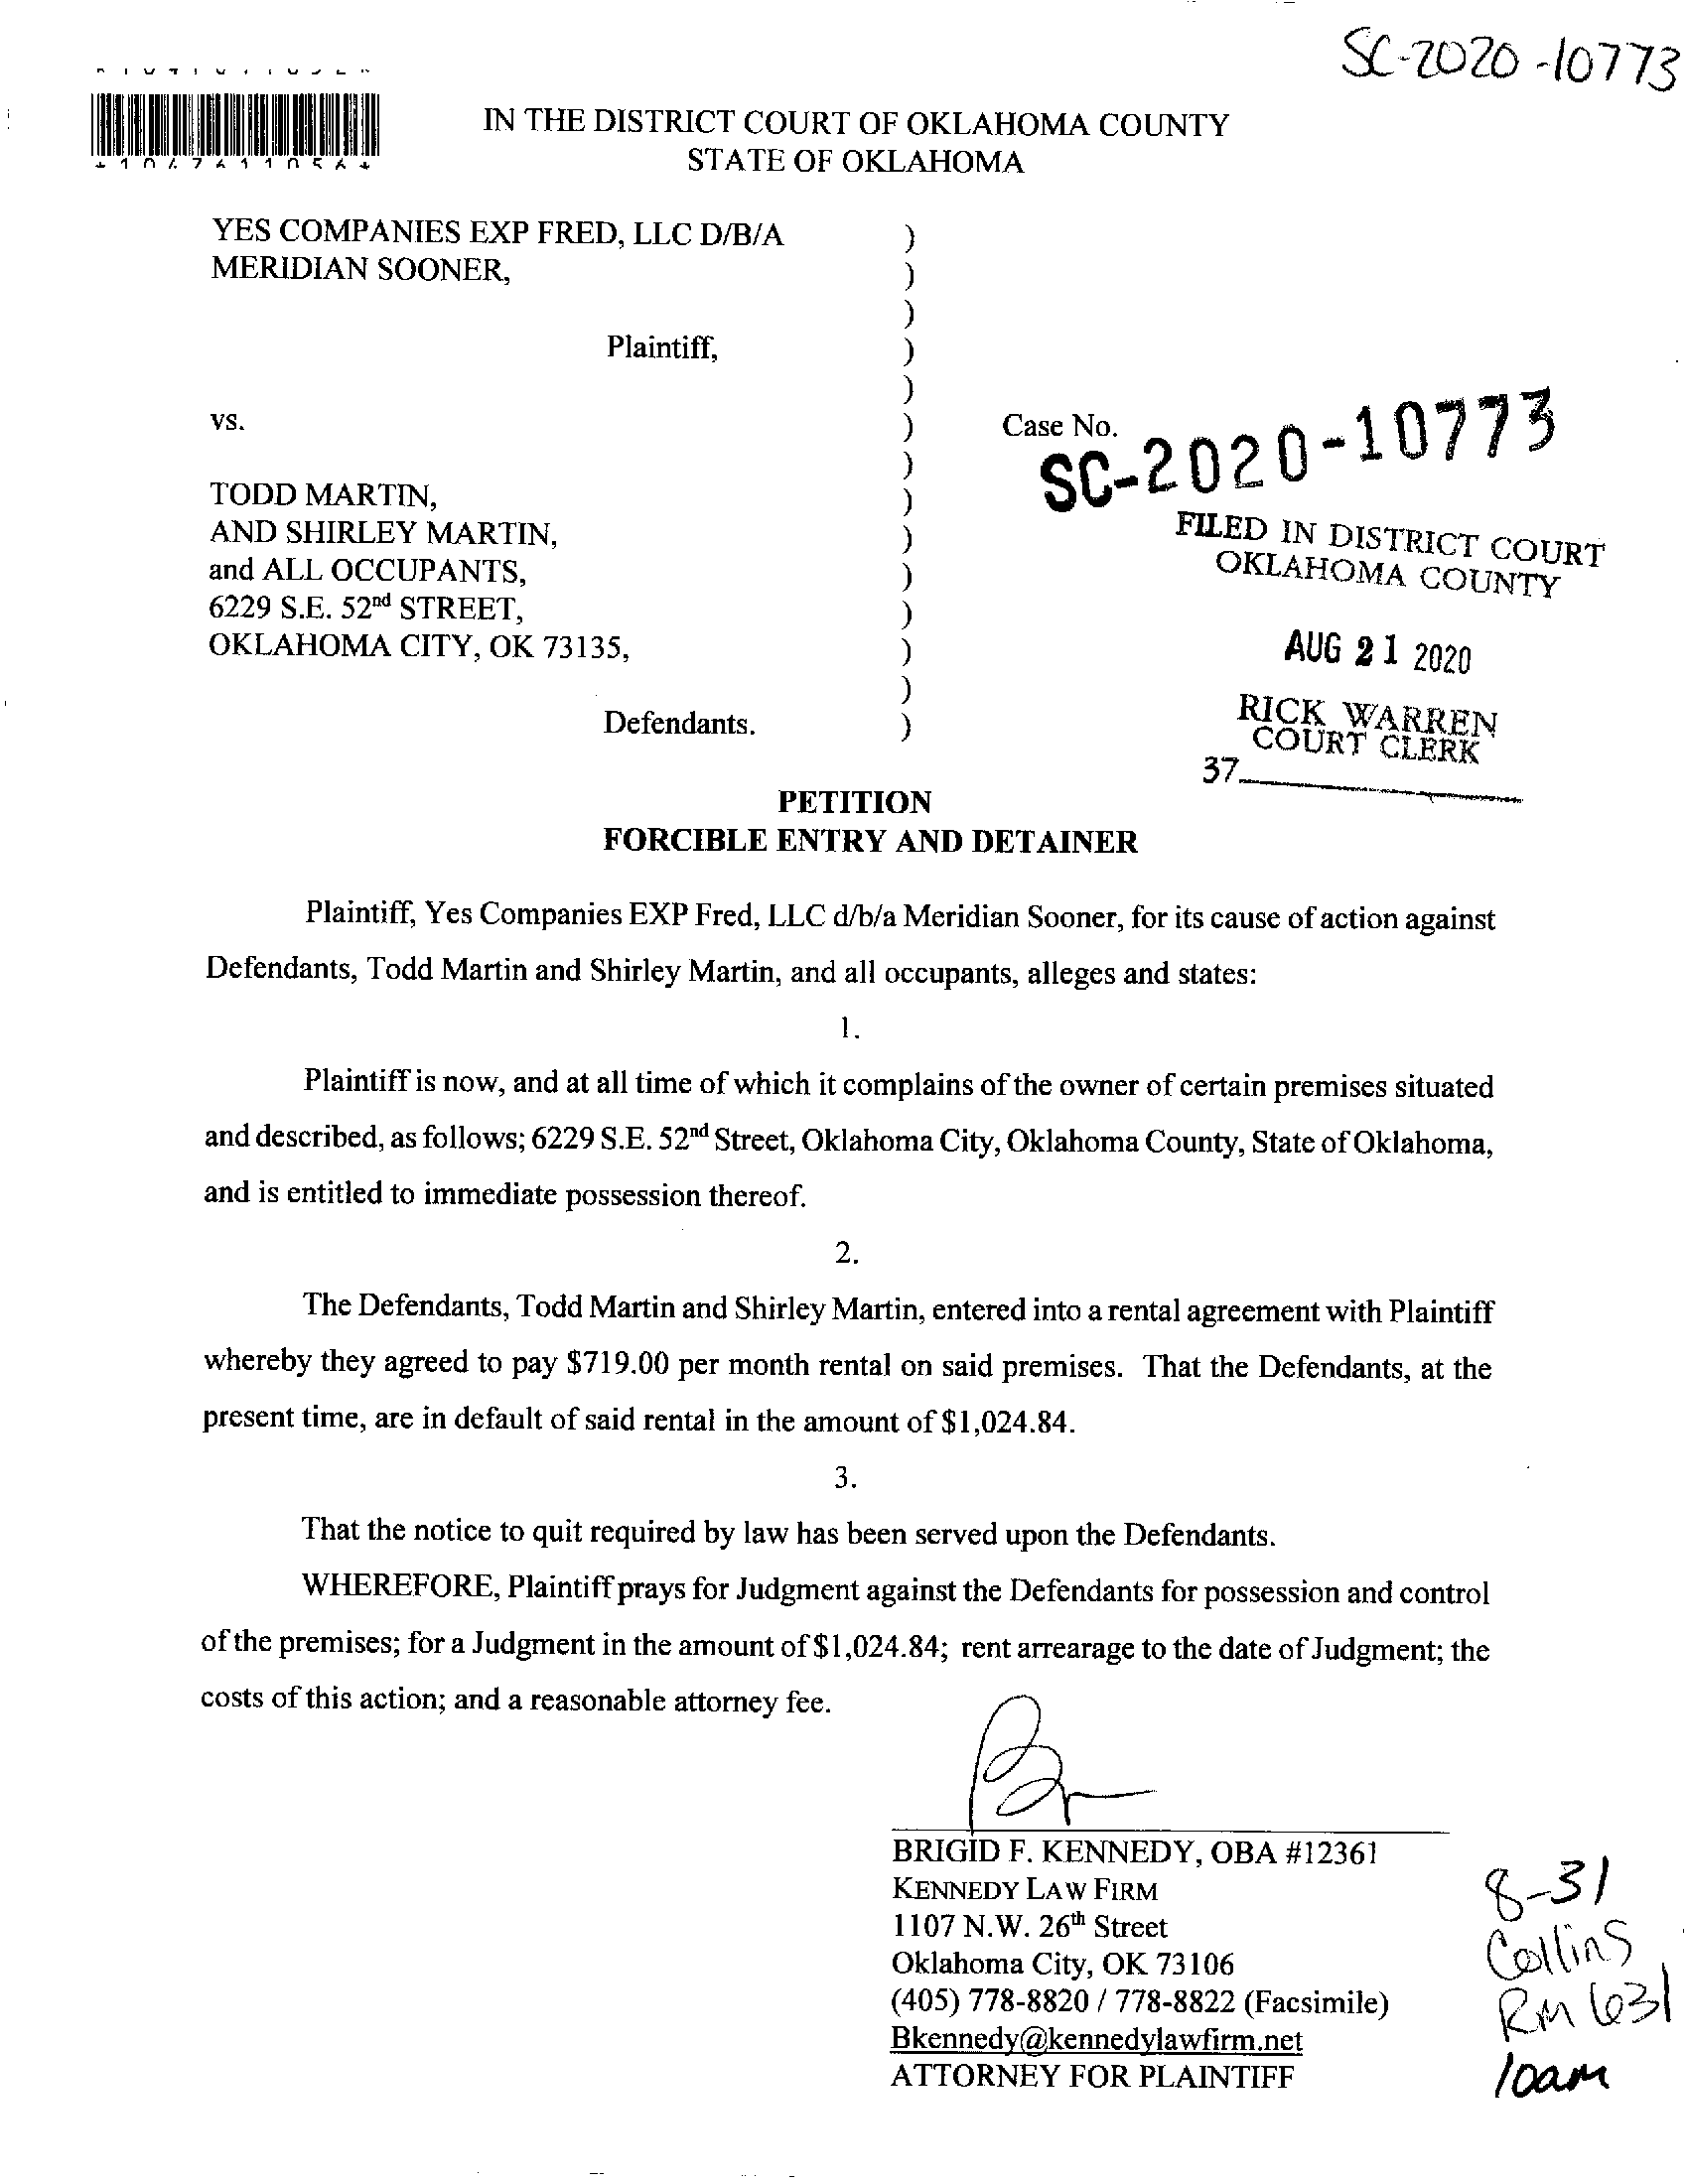 SC-2020-10773
IN THE DISTRICT COURT OF OKLAHOMA COUNTY
STATE OF OKLAHOMA
YES COMPANIES EXP FRED, LLC D/B/A )
MERIDIAN SOONER, )
)
Plaintiff, )
)
vs. ) Case No.
SC-2020-10773
)
TODD MARTIN, )
AND SHIRLEY MARTIN, )
and ALL OCCUPANTS, )
6229 S.E. 52nd STREET, )
OKLAHOMA CITY, OK 73135, )
)
Defendants. )
FILED IN DISTRICT COURT
OKLAHOMA COUNTY
AUG 21 2020
RICK WARREN
COURT CLERK
37
PETITION
FORCIBLE ENTRY AND DETAINER
Plaintiff, Yes Companies EXP Fred, LLC d/b/a Meridian Sooner, for its cause of action against
Defendants, Todd Martin and Shirley Martin, and all occupants, alleges and states:
1.
Plaintiff is now, and at all time of which it complains of the owner of certain premises situated
and described, as follows; 6229 S.E. 52nd Street, Oklahoma City, Oklahoma County, State of Oklahoma,
and is entitled to immediate possession thereof.
2.
The Defendants, Todd Martin and Shirley Martin, entered into a rental agreement with Plaintiff
whereby they agreed to pay $719.00 per month rental on said premises. That the Defendants, at the
present time, are in default of said rental in the amount of $1,024.84.
3.
That the notice to quit required by law has been served upon the Defendants.
WHEREFORE, Plaintiff prays for Judgment against the Defendants for possession and control
of the premises; for a Judgment in the amount of $1,024.84; rent arrearage to the date of Judgment; the
costs of this action; and a reasonable attorney fee.
BRIGID F. KENNEDY, OBA #12361
KENNEDY LAW FIRM
1107 N.W. 26th Street
Oklahoma City, OK 73106
(405) 778-8820 / 778-8822 (Facsimile)
Bkennedy@kennedylawfirm.net
ATTORNEY FOR PLAINTIFF
8-31
Collins
RM 631
10am